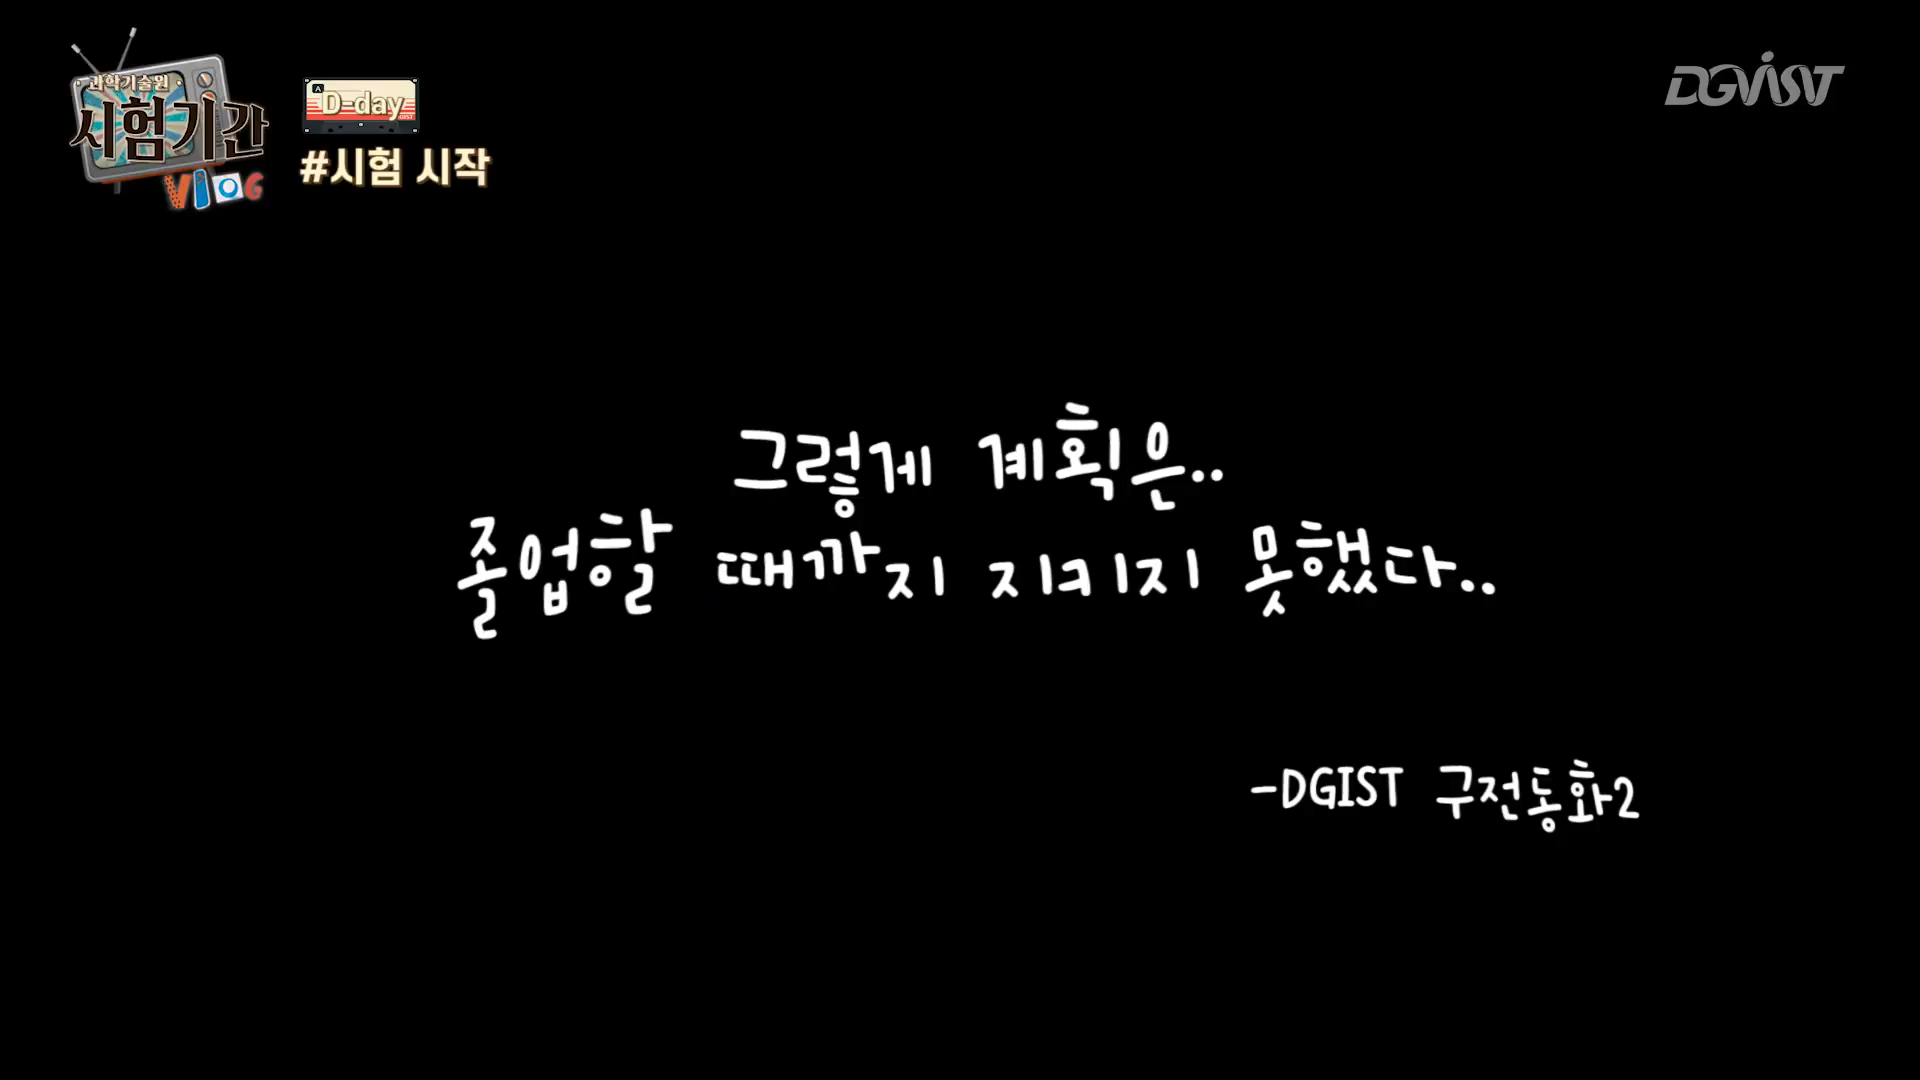 과학기술원
시험기간
VLOG
A
D-day
#시험 시작
DGIST
그렇게 계획은..
졸업할 때까지 지키지 못했다..
-DGIST 구전동화2